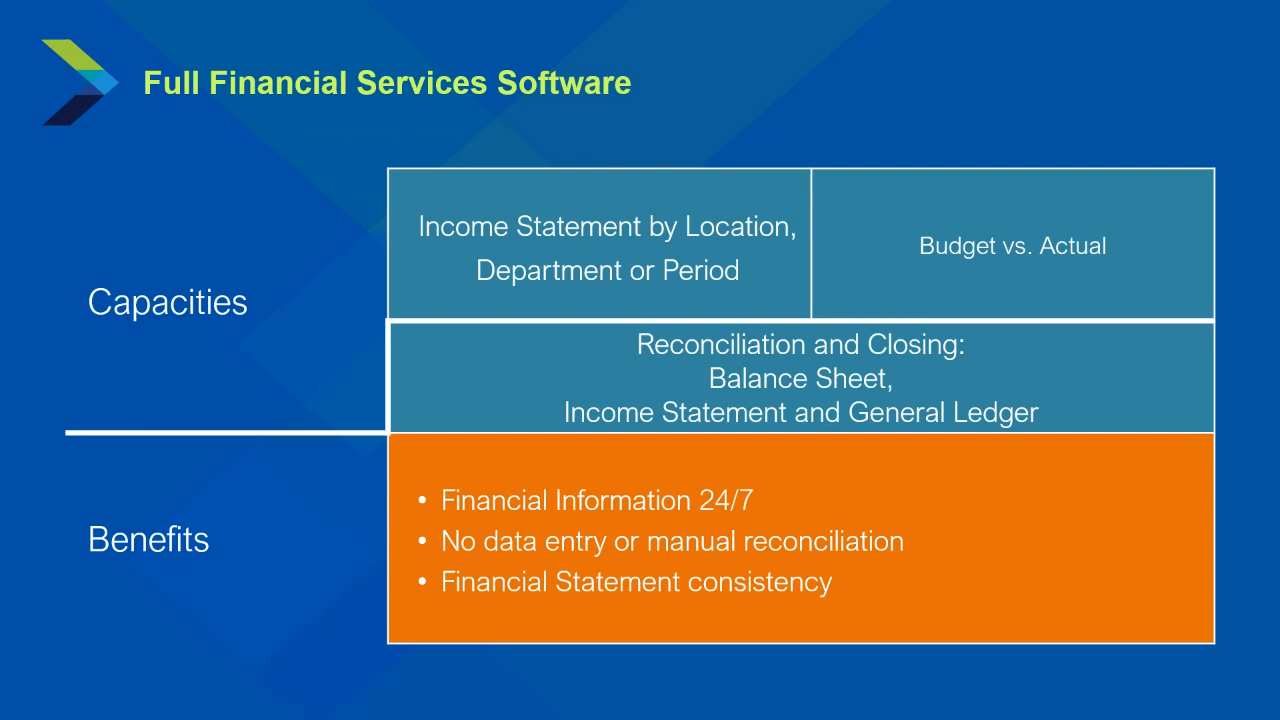 Full Financial Services Software
Income Statement by Location,
Department or Period
Budget vs. Actual
Capacities
Reconciliation and Closing:
Balance Sheet,
Income Statement and General Ledger
Benefits
• Financial Information 24/7
• No data entry or manual reconciliation
• Financial Statement consistency